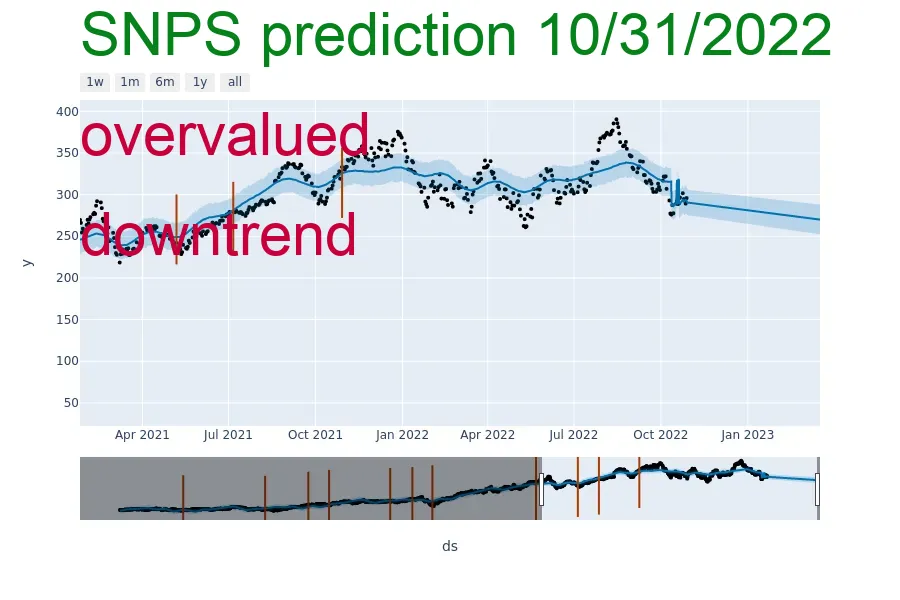 SNPS prediction 10/31/2022
1w 1m 6m 1y all
overvalued
downtrend
400
350
300
250
200
150
100
50
y
Apr 2021 Jul 2021 Oct 2021 Jan 2022 Apr 2022 Jul 2022 Oct 2022 Jan 2023
ds